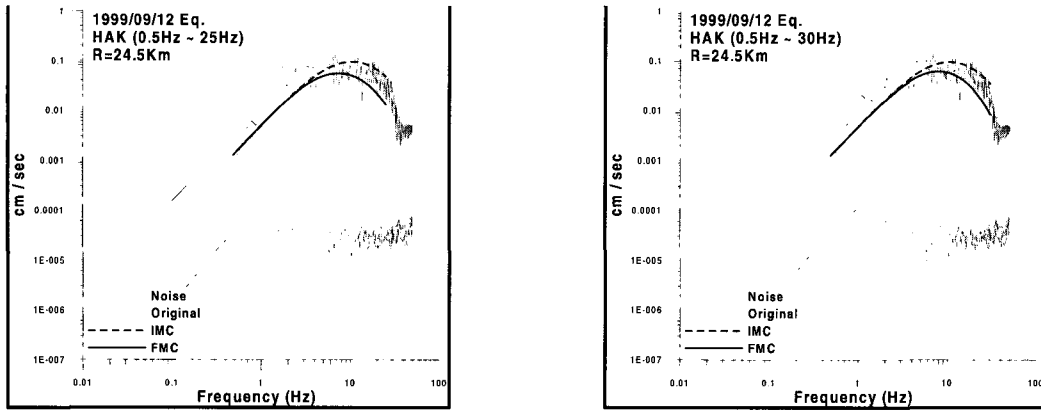 1999/09/12 Eq.
HAK (0.5Hz ~ 25Hz)
R=24.5Km
1
0.1
0.01
0.001
0.0001
1E-005
1E-006
1E-007
cm / sec
Noise
Original
IMC
FMC
0.01
0.1
1
10
100
Frequency (Hz)
1999/09/12 Eq.
HAK (0.5Hz ~ 30Hz)
R=24.5Km
1
0.1
0.01
0.001
0.0001
1E-005
1E-006
1E-007
cm / sec
Noise
Original
IMC
FMC
0.01
0.1
1
10
100
Frequency (Hz)